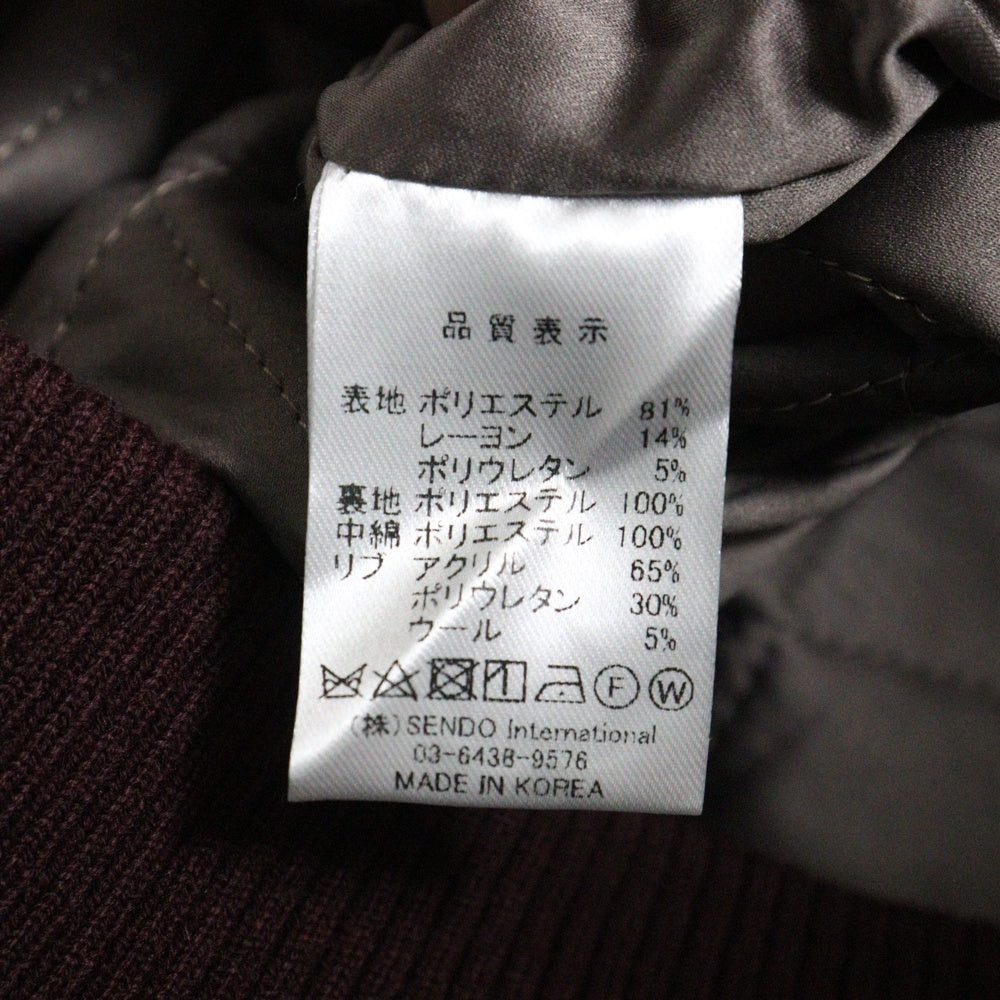 品質表示
表地 ポリエステル 81%
レーヨン 14%
ポリウレタン 5%
裏地 ポリエステル 100%
中綿 ポリエステル 100%
リブ アクリル 65%
ポリウレタン 30%
ウール 5%
F W
(株)SENDO International
03-6438-9576
MADE IN KOREA